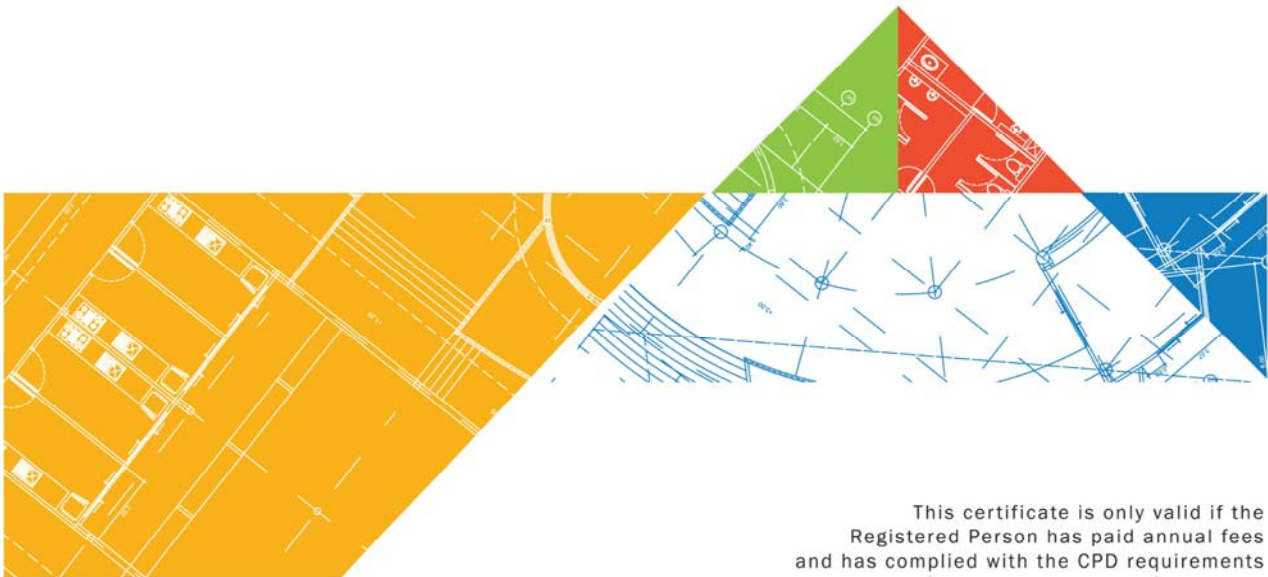 This certificate is only valid if the
Registered Person has paid annual fees
and has complied with the CPD requirements